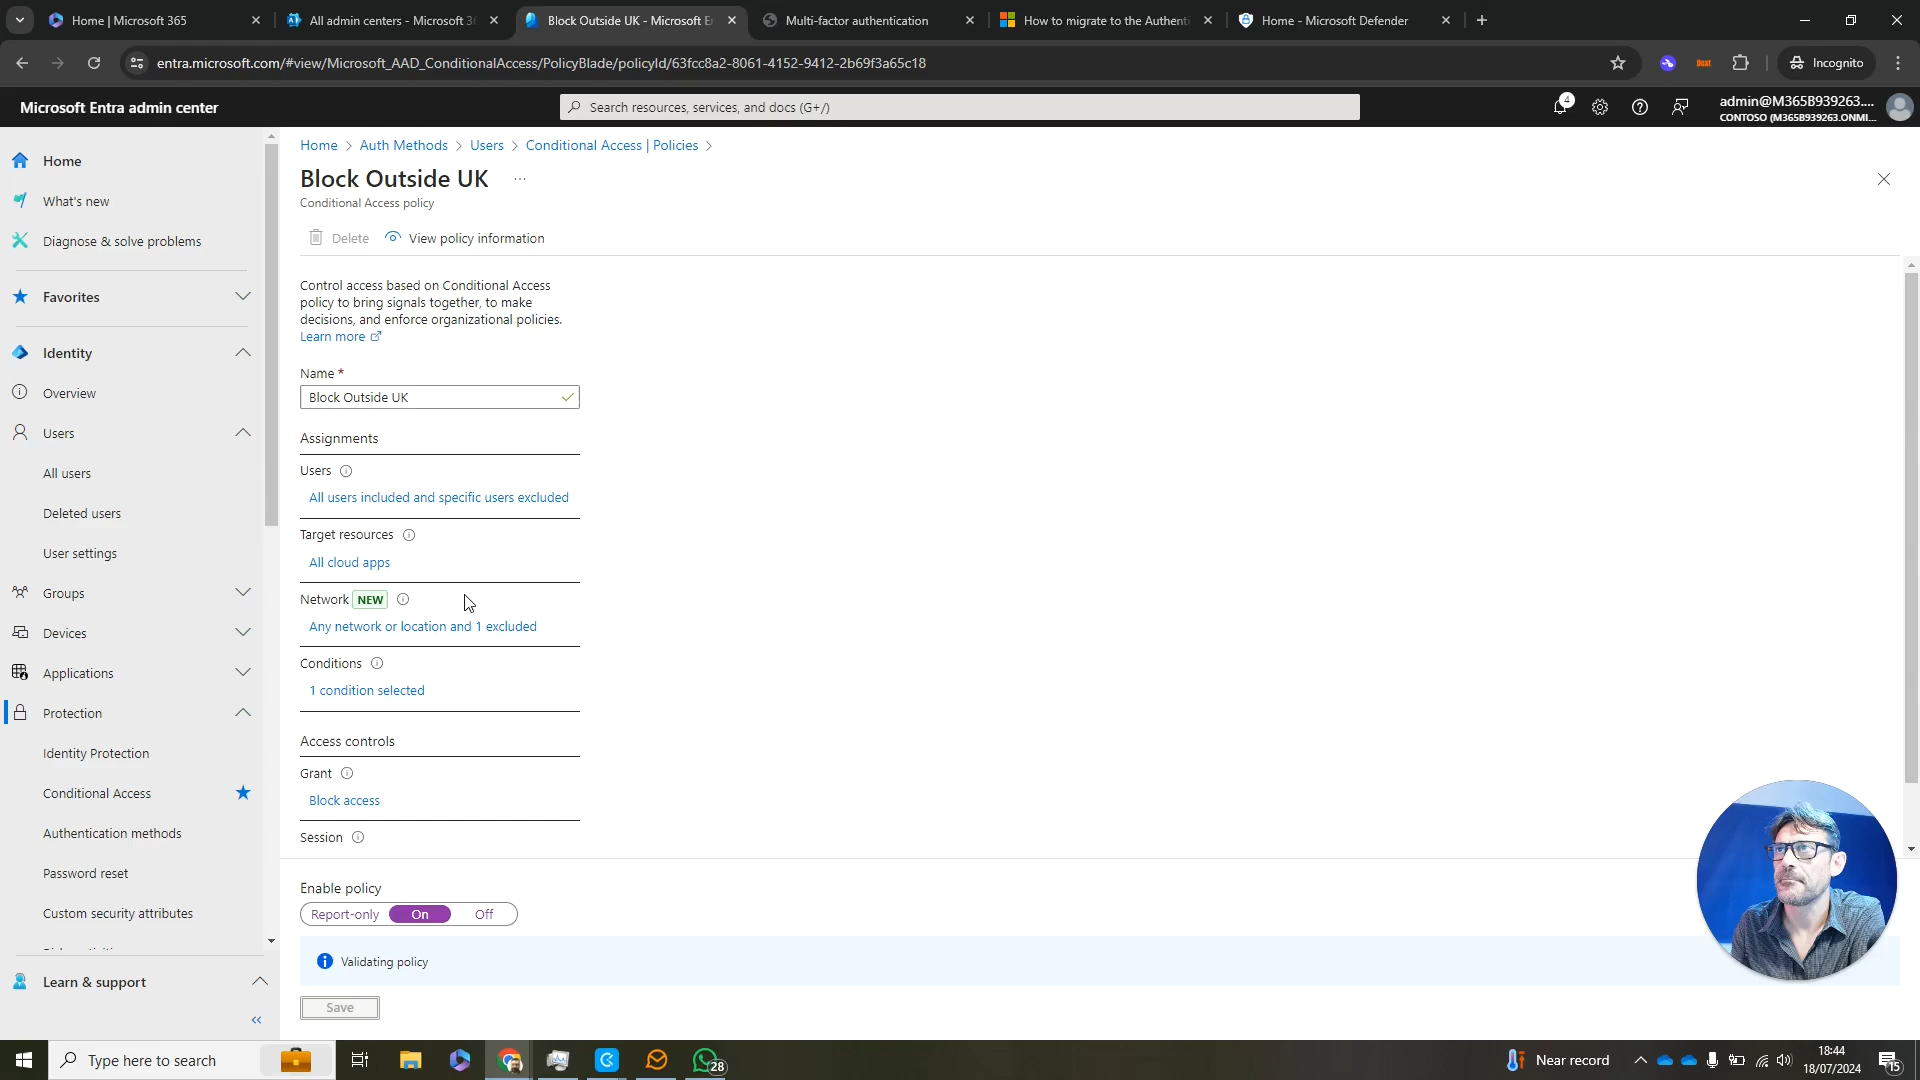 Home | Microsoft 365
All admin centers - Microsoft 36
Block Outside UK - Microsoft E
Multi-factor authentication
How to migrate to the Authenti
Home - Microsoft Defender
entra.microsoft.com/#view/Microsoft_AAD_ConditionalAccess/PolicyBlade/policyId/63fcc8a2-8061-4152-9412-2b69f3a65c18
Incognito
Microsoft Entra admin center
Search resources, services, and docs (G+/)
4
admin@M365B939263....
CONTOSO (M365B939263.ONMI...
Home
What's new
Diagnose & solve problems
Favorites
Identity
Overview
Users
All users
Deleted users
User settings
Groups
Devices
Applications
Protection
Identity Protection
Conditional Access
Authentication methods
Password reset
Custom security attributes
Learn & support
Home > Auth Methods > Users > Conditional Access | Policies >
Block Outside UK ...
Conditional Access policy
Delete View policy information
Control access based on Conditional Access
policy to bring signals together, to make
decisions, and enforce organizational policies.
Learn more
Name *
Block Outside UK
Assignments
Users
All users included and specific users excluded
Target resources
All cloud apps
Network NEW
Any network or location and 1 excluded
Conditions
1 condition selected
Access controls
Grant
Block access
Session
Enable policy
Report-only On Off
Validating policy
Save
Type here to search
28
Near record
18:44
18/07/2024
15